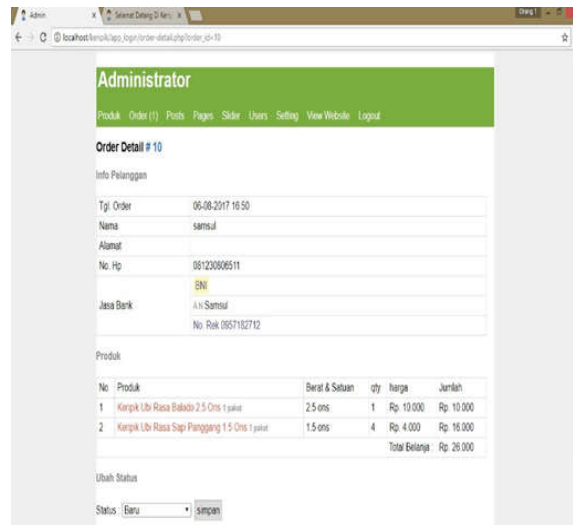 Admin
Selamat Datang Di Keripi
Orang 1
localhost/keripik/app_login/order-detail.php?order_id=10
Administrator
Produk Order (1) Posts Pages Slider Users Setting View Website Logout
Order Detail # 10
Info Pelanggan
Tgl. Order 06-08-2017 16:50
Nama samsul
Alamat
No. Hp 081230606511
BNI
Jasa Bank A.N Samsul
No. Rek 0957182712
Produk
No Produk Berat & Satuan qty harga Jumlah
1 Keripik Ubi Rasa Balado 2.5 Ons 1 paket 2.5 ons 1 Rp. 10.000 Rp. 10.000
2 Keripik Ubi Rasa Sapi Panggang 1.5 Ons 1 paket 1.5 ons 4 Rp. 4.000 Rp. 16.000
Total Belanja : Rp. 26.000
Ubah Status
Status : Baru simpan